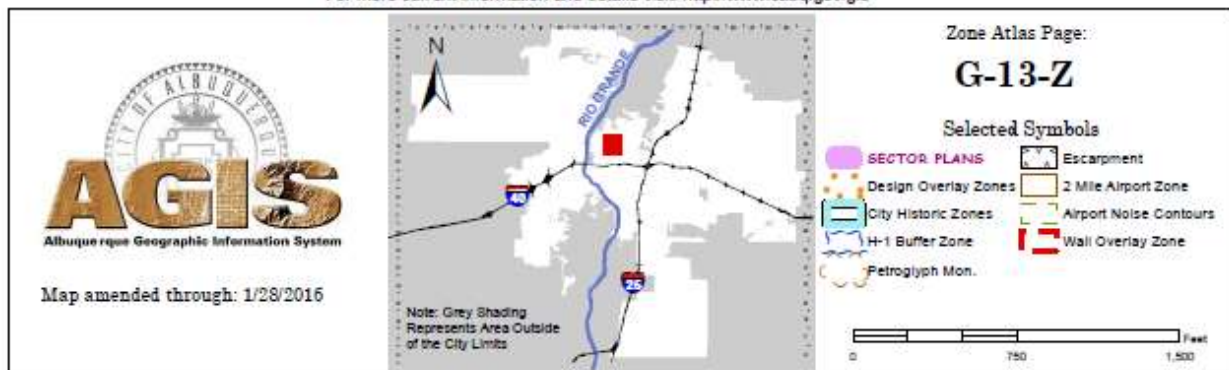 CITY OF ALBUQUERQUE
AGIS
Albuquerque Geographic Information System
Map amended through: 1/28/2016
N
RIO GRANDE
40
25
Note: Grey Shading
Represents Area Outside
of the City Limits
Zone Atlas Page:
G-13-Z
Selected Symbols
SECTOR PLANS
Escarpment
Design Overlay Zones
2 Mile Airport Zone
City Historic Zones
Airport Noise Contours
H-1 Buffer Zone
Wall Overlay Zone
Petroglyph Mon.
Feet
0 750 1,500